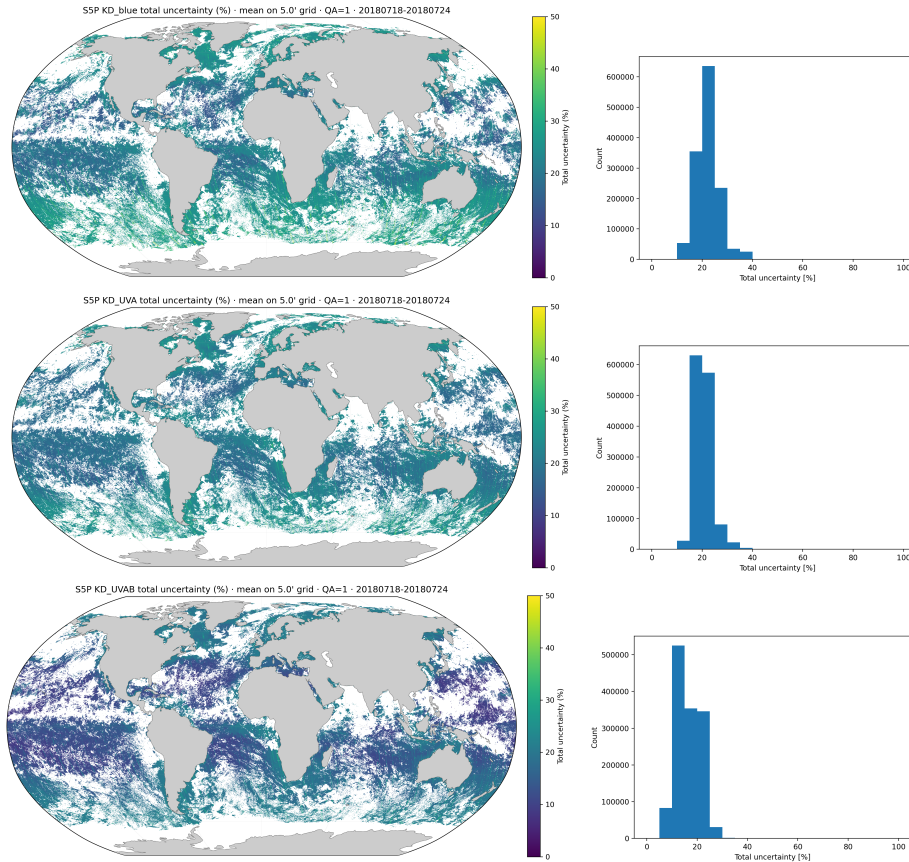 S5P KD_blue total uncertainty (%) · mean on 5.0' grid · QA=1 · 20180718-20180724
50
40
30
20
10
0
Total uncertainty (%)
600000
500000
400000
300000
200000
100000
0
Count
0 20 40 60 80 100
Total uncertainty [%]
S5P KD_UVA total uncertainty (%) · mean on 5.0' grid · QA=1 · 20180718-20180724
50
40
30
20
10
0
Total uncertainty (%)
600000
500000
400000
300000
200000
100000
0
Count
0 20 40 60 80 100
Total uncertainty [%]
S5P KD_UVAB total uncertainty (%) · mean on 5.0' grid · QA=1 · 20180718-20180724
50
40
30
20
10
0
Total uncertainty (%)
500000
400000
300000
200000
100000
0
Count
0 20 40 60 80 100
Total uncertainty [%]